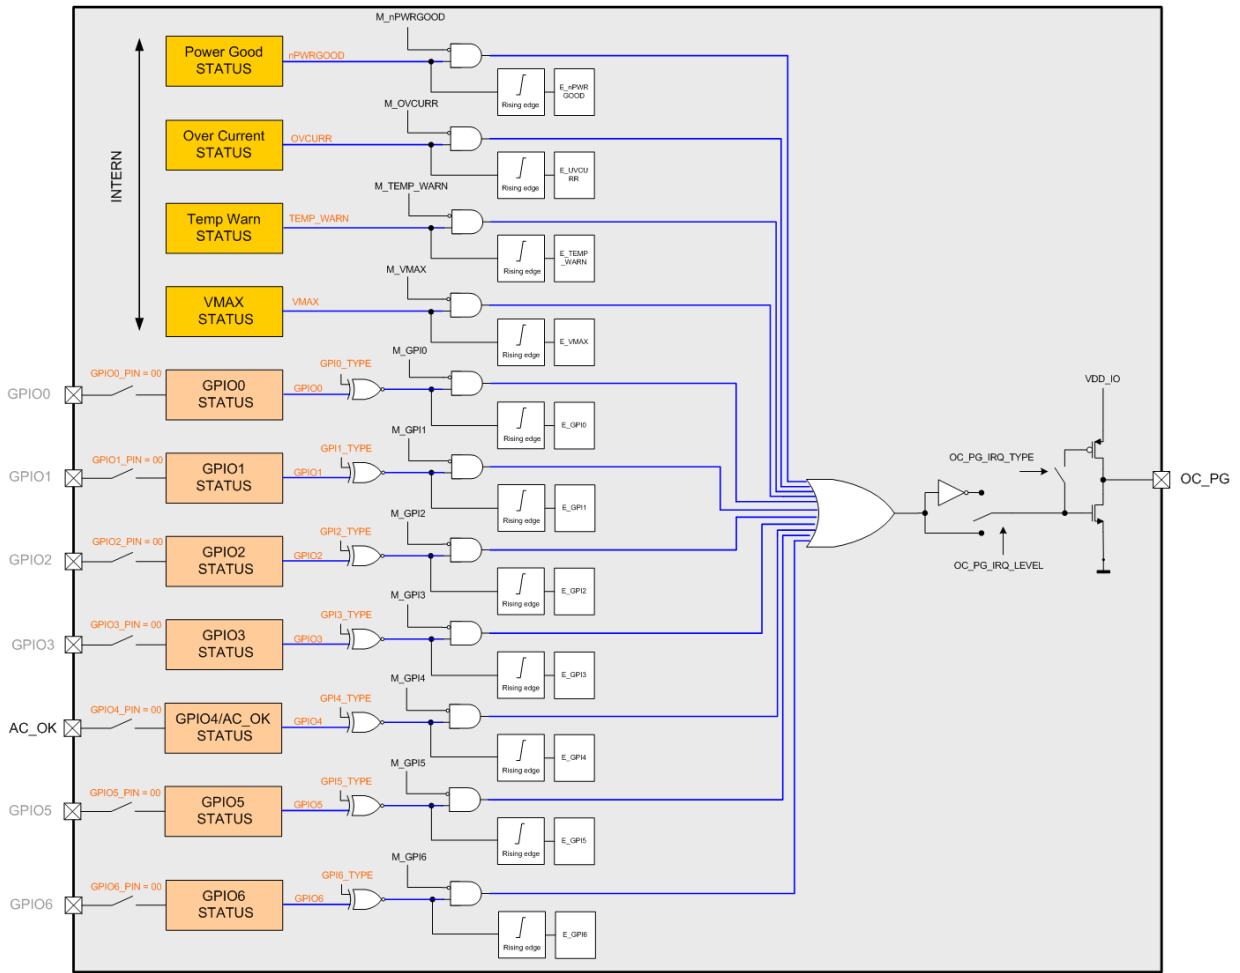 M_nPWRGOOD
Power Good
STATUS
nPWRGOOD
Rising edge
E_nPWR
GOOD
M_OVCURR
Over Current
STATUS
OVCURR
Rising edge
E_UVCU
RR
INTERN
M_TEMP_WARN
Temp Warn
STATUS
TEMP_WARN
Rising edge
E_TEMP
_WARN
M_VMAX
VMAX
STATUS
VMAX
Rising edge
E_VMAX
M_GPI0
GPI0_TYPE
GPIO0_PIN = 00
GPIO0
GPIO0
STATUS
GPIO0
Rising edge
E_GPI0
VDD_IO
M_GPI1
GPI1_TYPE
GPIO1_PIN = 00
GPIO1
GPIO1
STATUS
GPIO1
Rising edge
E_GPI1
OC_PG_IRQ_TYPE
OC_PG
M_GPI2
GPI2_TYPE
GPIO2_PIN = 00
GPIO2
GPIO2
STATUS
GPIO2
Rising edge
E_GPI2
OC_PG_IRQ_LEVEL
M_GPI3
GPI3_TYPE
GPIO3_PIN = 00
GPIO3
GPIO3
STATUS
GPIO3
Rising edge
E_GPI3
M_GPI4
GPI4_TYPE
GPIO4_PIN = 00
AC_OK
GPIO4/AC_OK
STATUS
GPIO4
Rising edge
E_GPI4
M_GPI5
GPI5_TYPE
GPIO5_PIN = 00
GPIO5
GPIO5
STATUS
GPIO5
Rising edge
E_GPI5
M_GPI6
GPI6_TYPE
GPIO6_PIN = 00
GPIO6
GPIO6
STATUS
GPIO6
Rising edge
E_GPI6